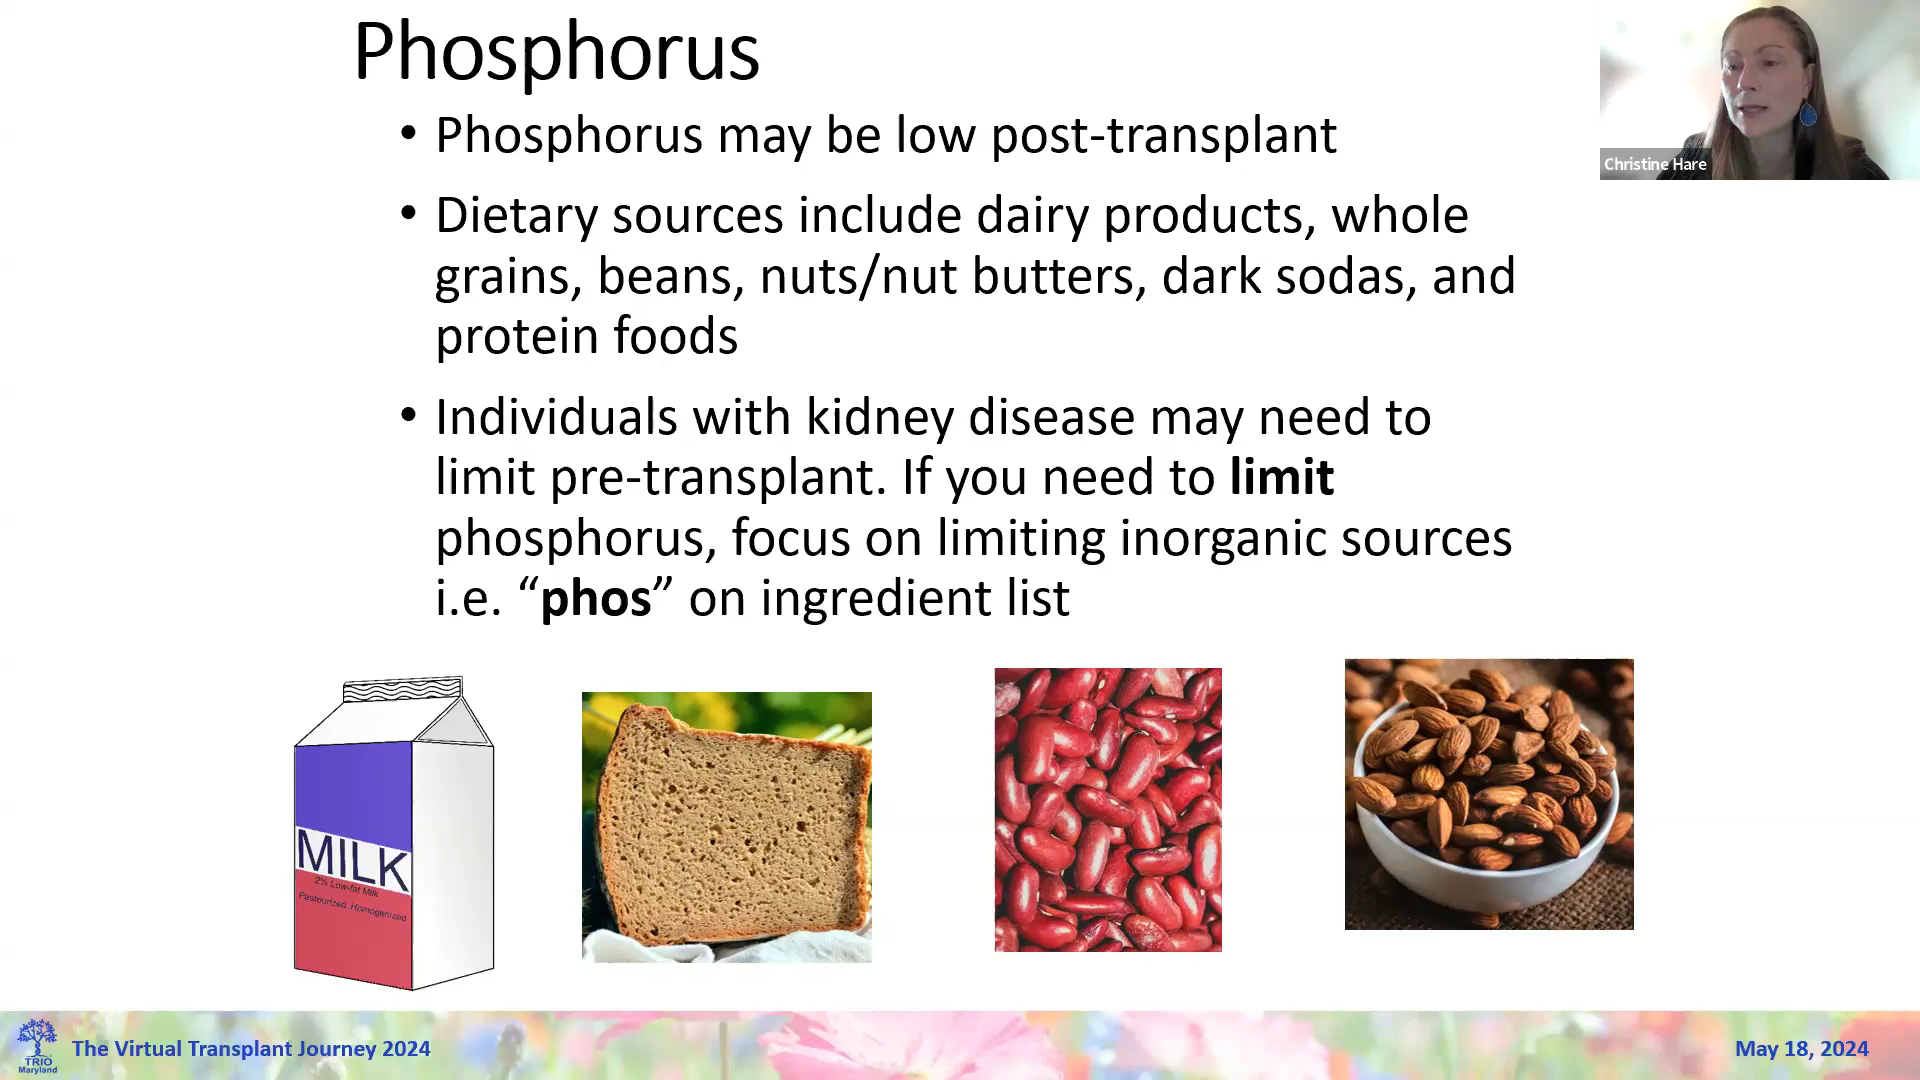 Phosphorus
• Phosphorus may be low post-transplant
• Dietary sources include dairy products, whole
grains, beans, nuts/nut butters, dark sodas, and
protein foods
• Individuals with kidney disease may need to
limit pre-transplant. If you need to limit
phosphorus, focus on limiting inorganic sources
i.e. “phos” on ingredient list
Christine Hare
MILK
2% Low-fat Milk
Pasteurized Homogenized
TRIO
Maryland
The Virtual Transplant Journey 2024
May 18, 2024